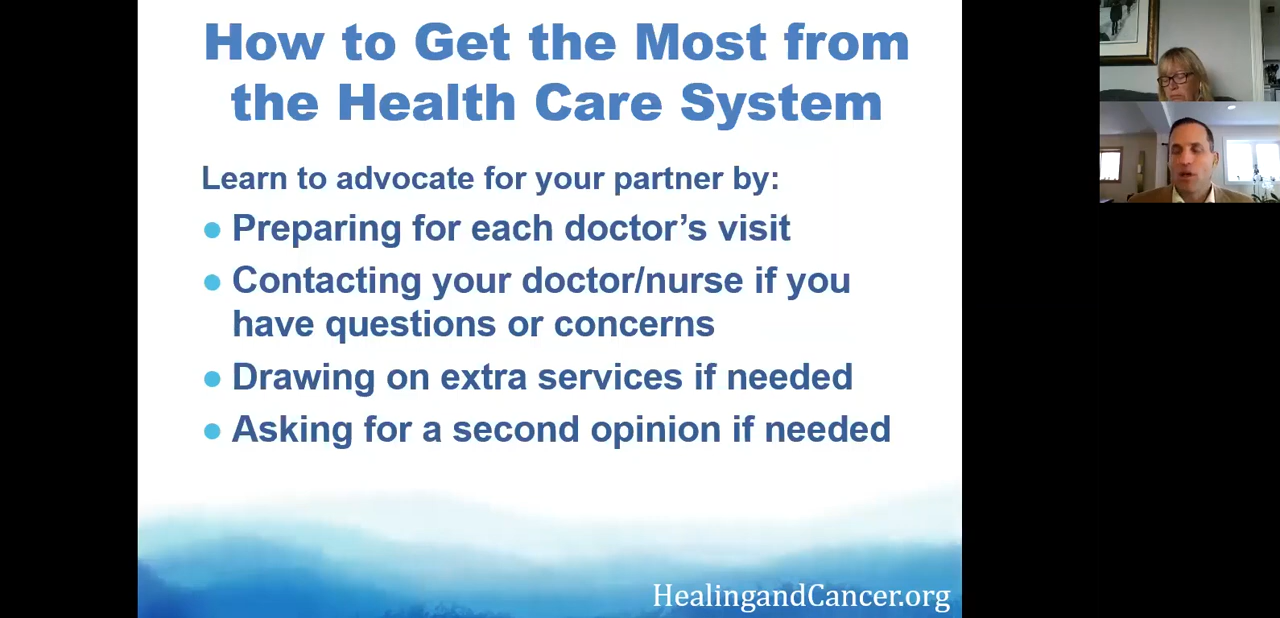 How to Get the Most from
the Health Care System
Learn to advocate for your partner by:
● Preparing for each doctor’s visit
● Contacting your doctor/nurse if you
have questions or concerns
● Drawing on extra services if needed
● Asking for a second opinion if needed
HealingandCancer.org